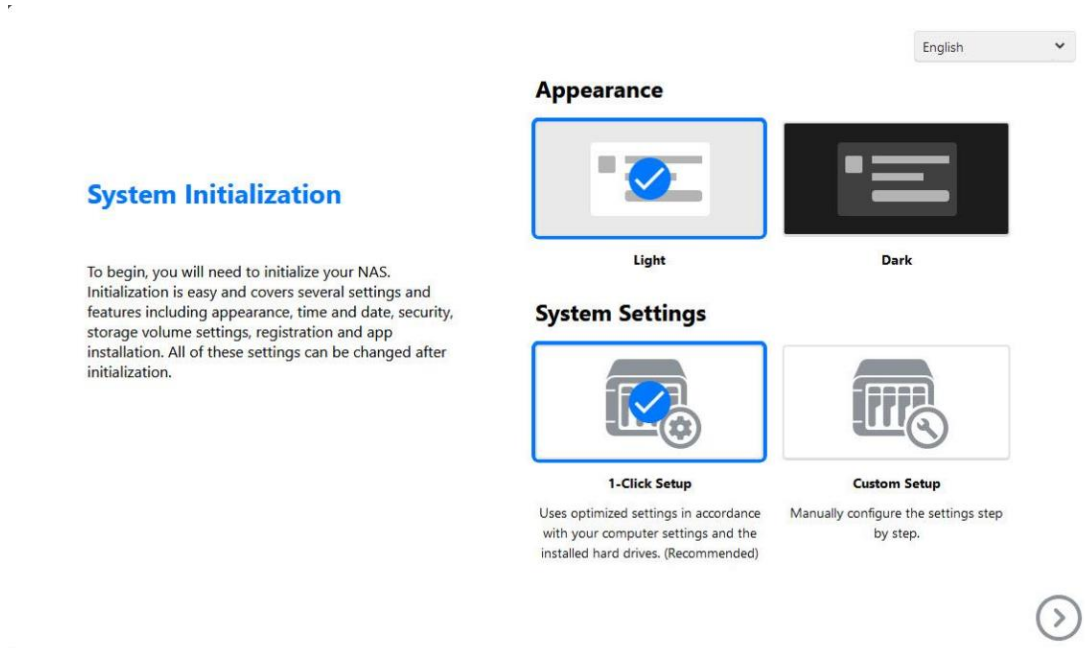 English
Appearance
Light
Dark
System Initialization
To begin, you will need to initialize your NAS.
Initialization is easy and covers several settings and
features including appearance, time and date, security,
storage volume settings, registration and app
installation. All of these settings can be changed after
initialization.
System Settings
1-Click Setup
Uses optimized settings in accordance
with your computer settings and the
installed hard drives. (Recommended)
Custom Setup
Manually configure the settings step
by step.